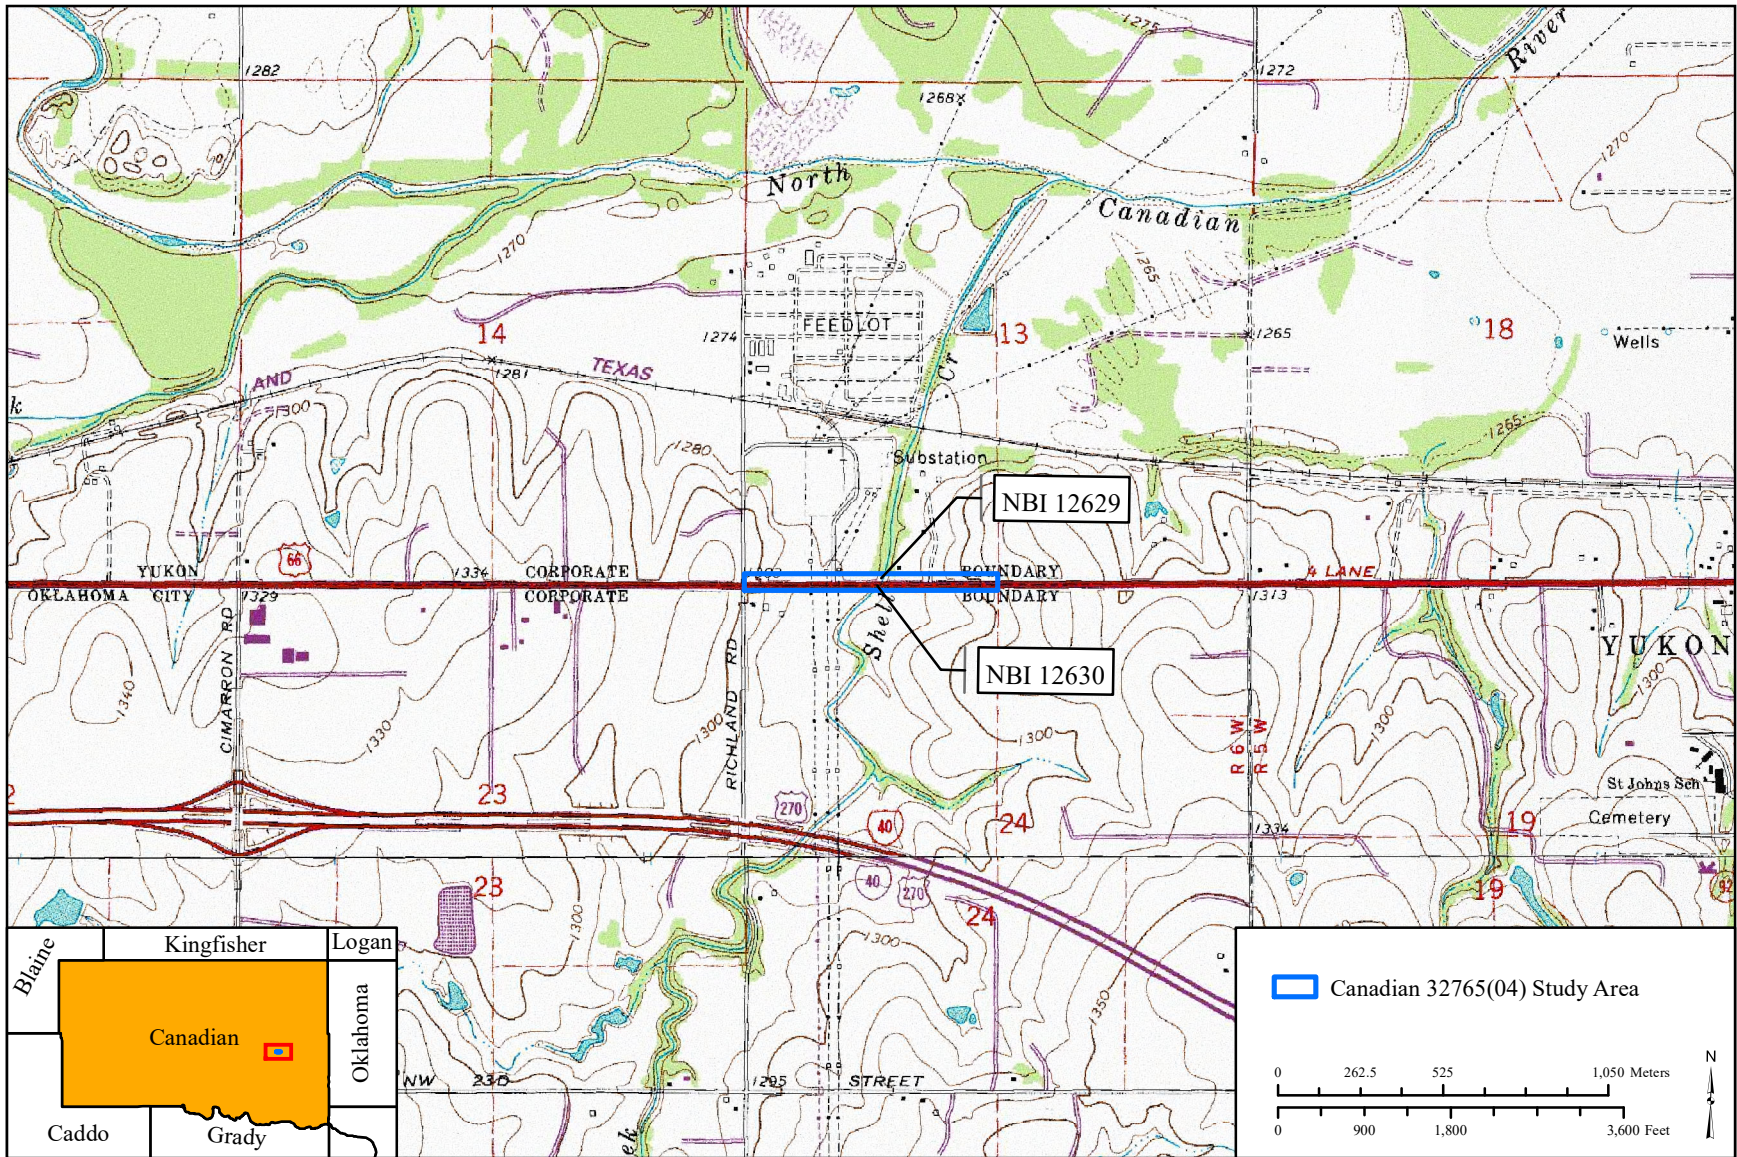 1275
River
1282
1272
1268
1270
North
Canadian
1270
1265
FEEDLOT
14
1274
13
1265
18
Wells
TEXAS
AND
1281
Cr
k
1300
1280
1265
Substation
NBI 12629
66
YUKON
1334
CORPORATE
BOUNDARY
4 LANE
OKLAHOMA CITY
1329
CORPORATE
BOUNDARY
1313
Shell
YUKON
CIMARRON RD
RICHLAND RD
NBI 12630
1340
1330
1300
1300
1300
R 6 W
R 5 W
St Johns Sch
2
23
270
40
24
1334
19
Cemetery
23
40
270
24
19
92
1300
1300
1350
NW 23D STREET
1295
ek
Blaine
Kingfisher
Logan
Canadian
Oklahoma
Caddo
Grady
Canadian 32765(04) Study Area
N
0 262.5 525 1,050 Meters
0 900 1,800 3,600 Feet